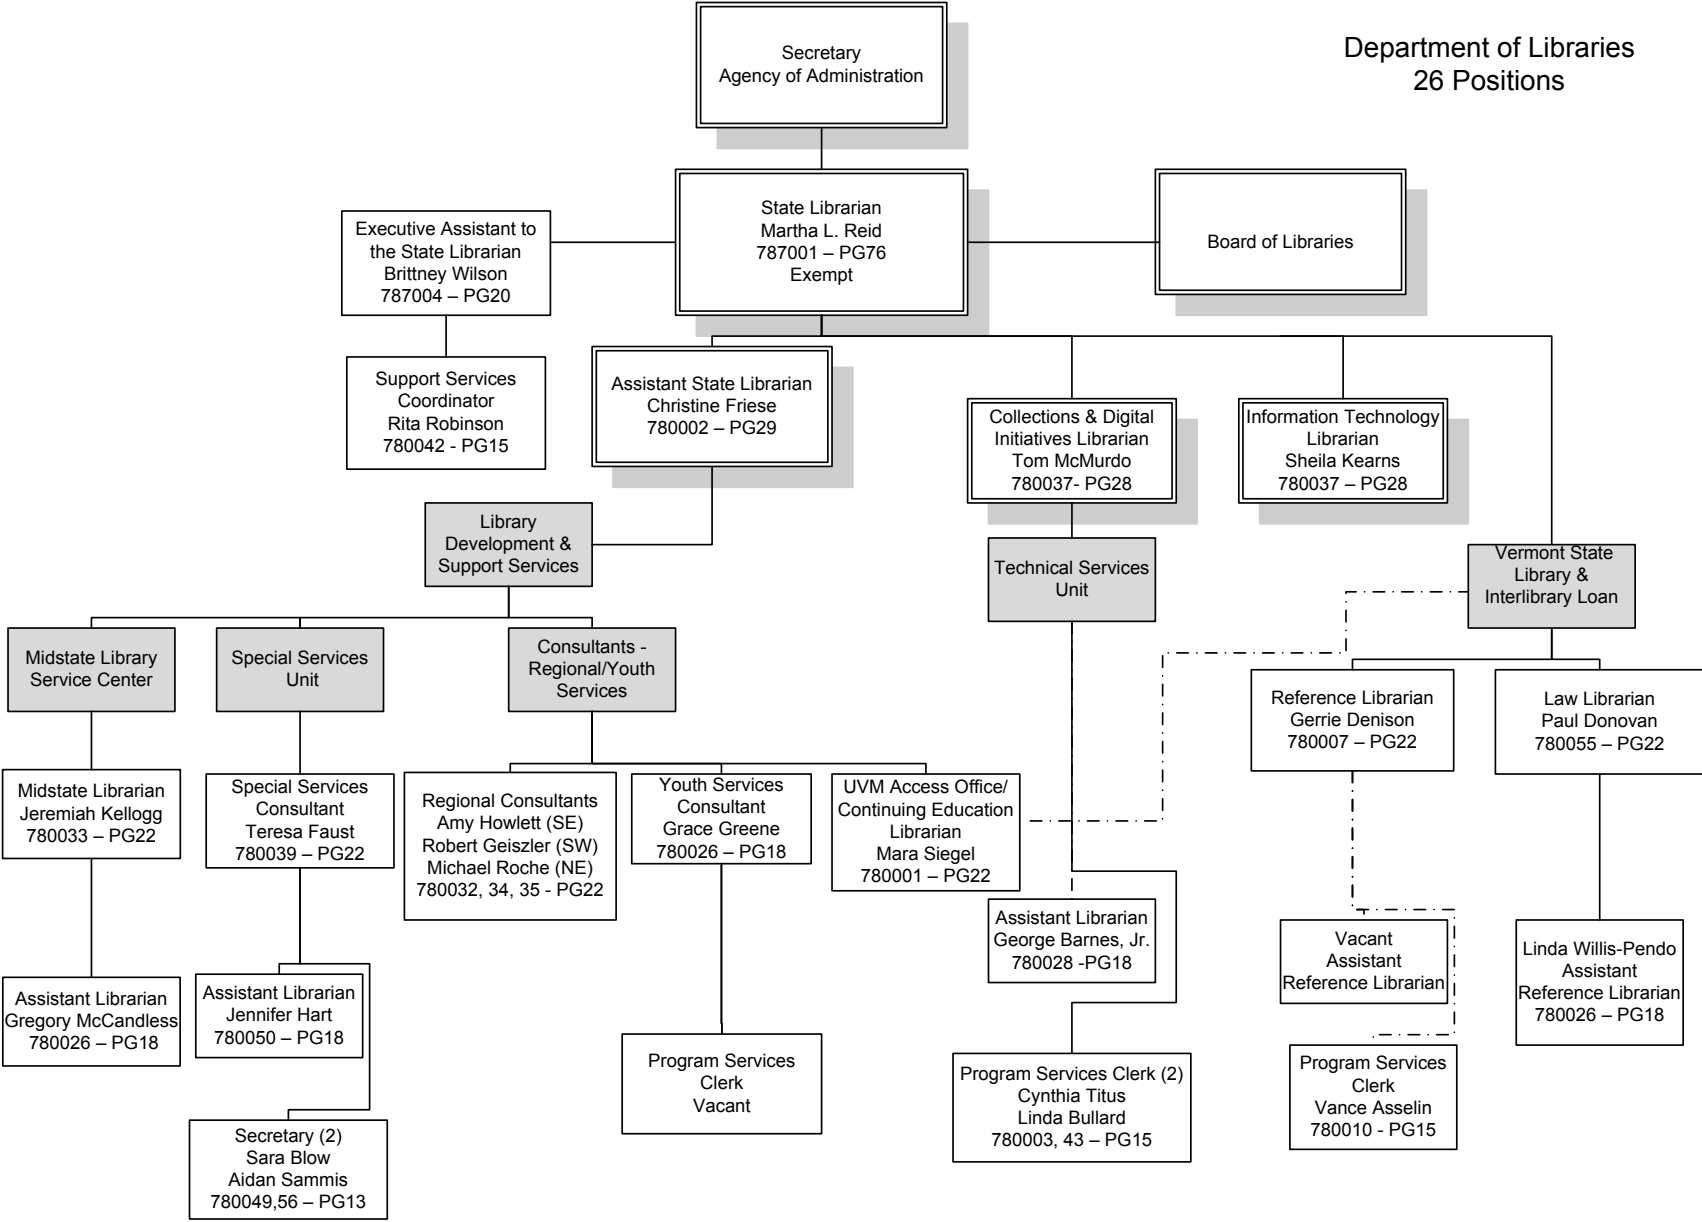 Department of Libraries
26 Positions
Secretary
Agency of Administration
State Librarian
Martha L. Reid
787001 – PG76
Exempt
Board of Libraries
Executive Assistant to
the State Librarian
Brittney Wilson
787004 – PG20
Support Services
Coordinator
Rita Robinson
780042 - PG15
Assistant State Librarian
Christine Friese
780002 – PG29
Collections & Digital
Initiatives Librarian
Tom McMurdo
780037- PG28
Information Technology
Librarian
Sheila Kearns
780037 – PG28
Library
Development &
Support Services
Technical Services
Unit
Vermont State
Library &
Interlibrary Loan
Midstate Library
Service Center
Special Services
Unit
Consultants -
Regional/Youth
Services
Reference Librarian
Gerrie Denison
780007 – PG22
Law Librarian
Paul Donovan
780055 – PG22
Midstate Librarian
Jeremiah Kellogg
780033 – PG22
Special Services
Consultant
Teresa Faust
780039 – PG22
Regional Consultants
Amy Howlett (SE)
Robert Geiszler (SW)
Michael Roche (NE)
780032, 34, 35 - PG22
Youth Services
Consultant
Grace Greene
780026 – PG18
UVM Access Office/
Continuing Education
Librarian
Mara Siegel
780001 – PG22
Assistant Librarian
George Barnes, Jr.
780028 -PG18
Vacant
Assistant
Reference Librarian
Linda Willis-Pendo
Assistant
Reference Librarian
780026 – PG18
Assistant Librarian
Gregory McCandless
780026 – PG18
Assistant Librarian
Jennifer Hart
780050 – PG18
Program Services
Clerk
Vacant
Program Services Clerk (2)
Cynthia Titus
Linda Bullard
780003, 43 – PG15
Program Services
Clerk
Vance Asselin
780010 - PG15
Secretary (2)
Sara Blow
Aidan Sammis
780049,56 – PG13